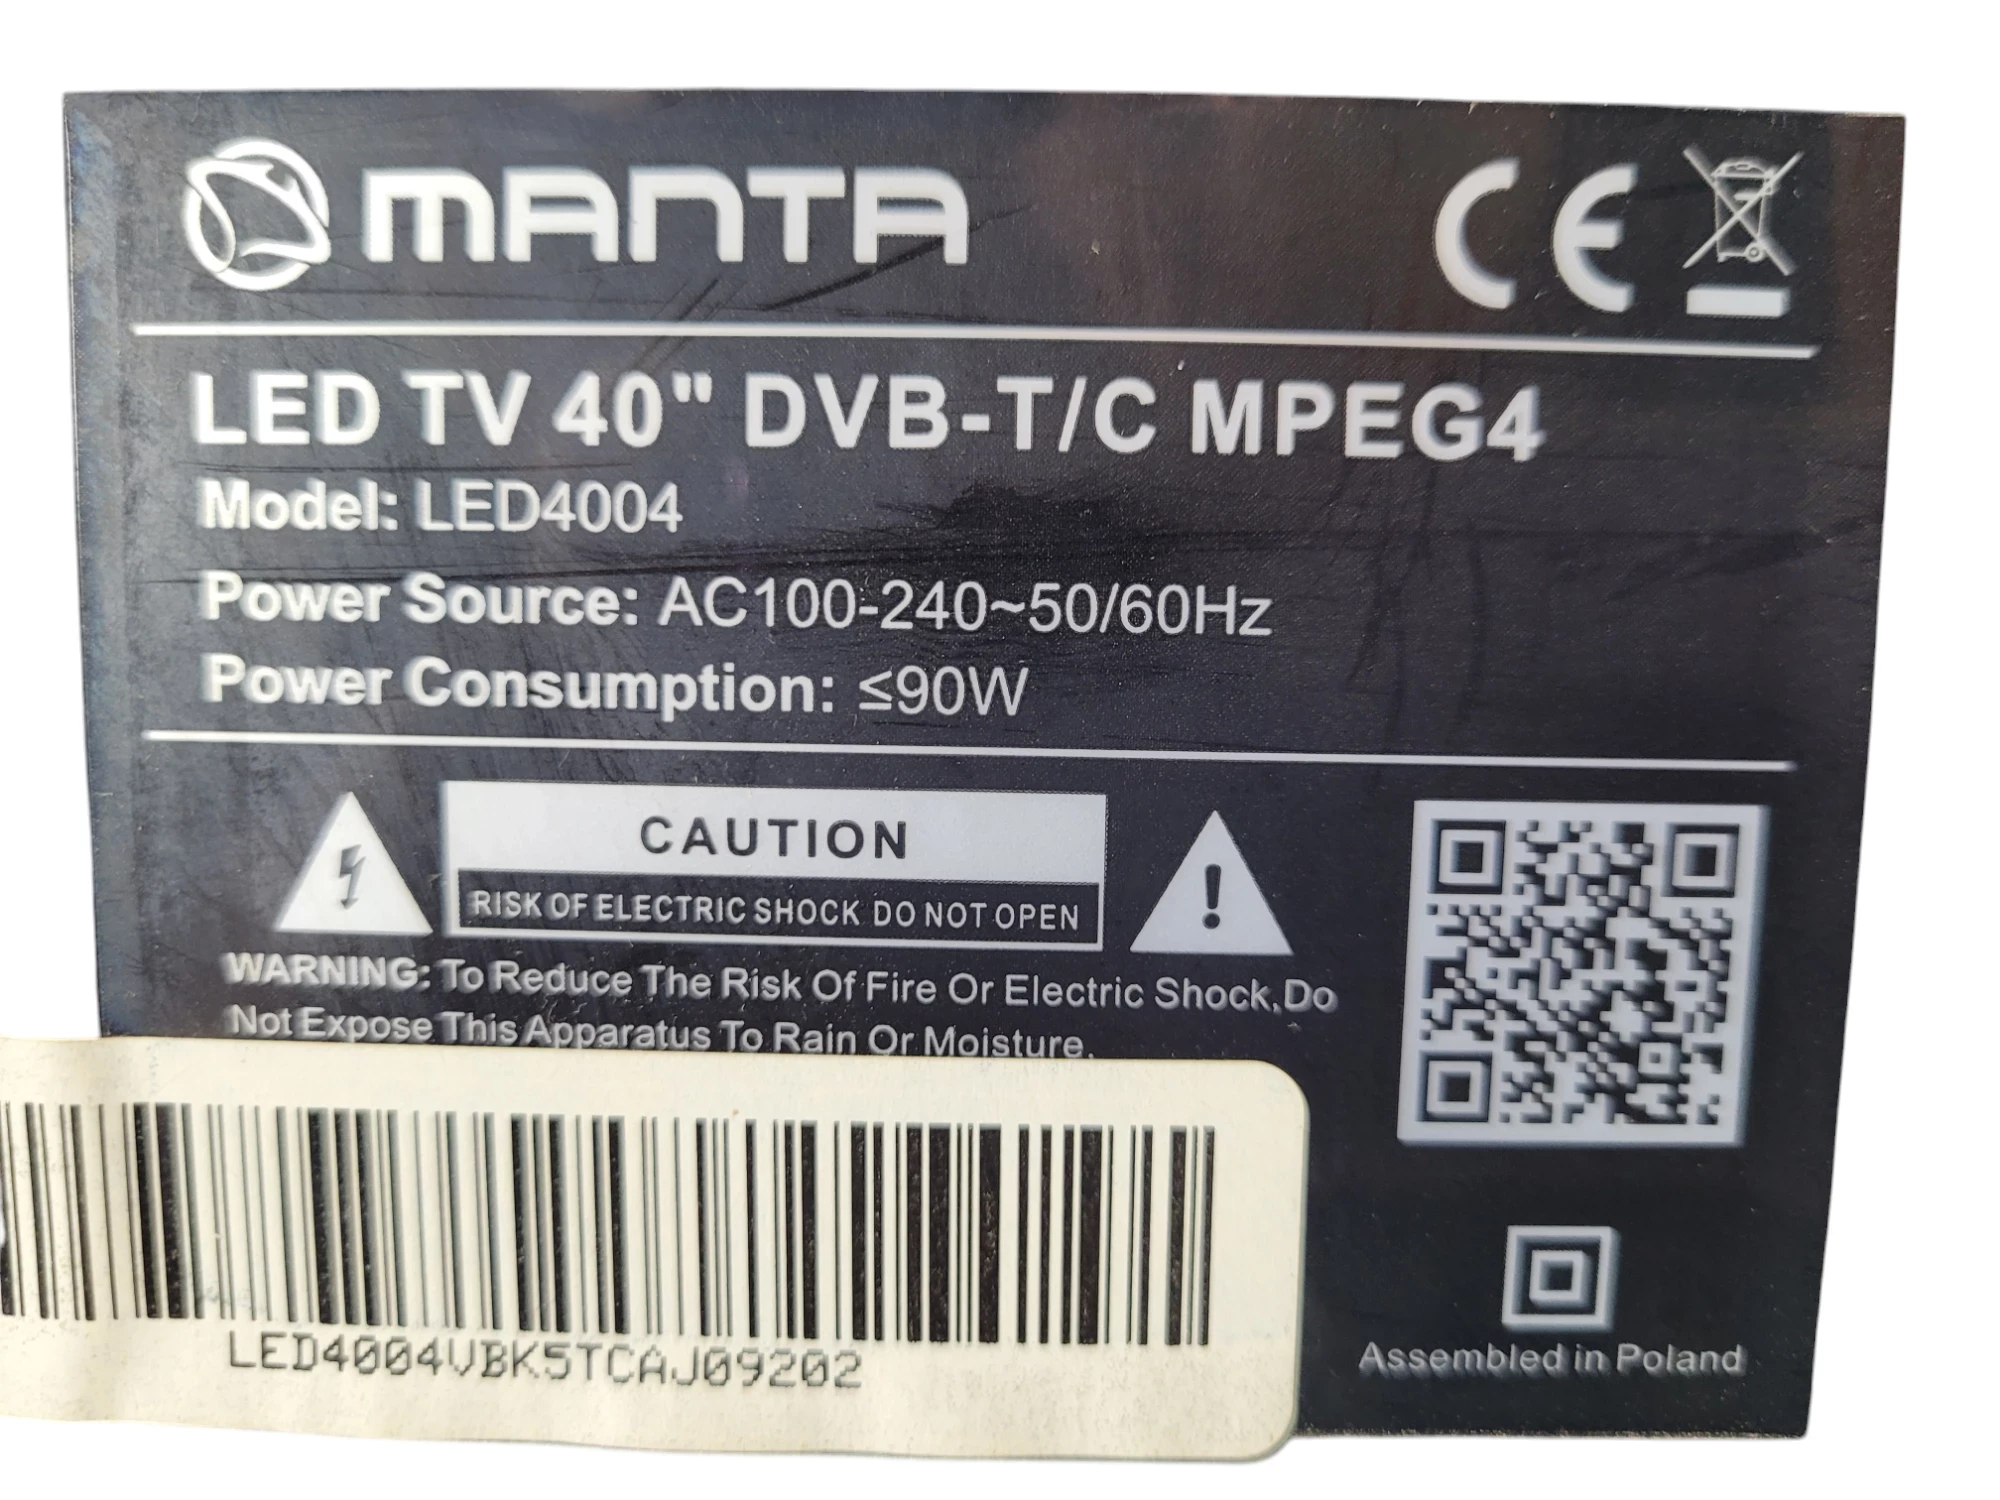 MANTA
CE
LED TV 40" DVB-T/C MPEG4
Model: LED4004
Power Source: AC100-240~50/60Hz
Power Consumption: ≤90W
CAUTION
RISK OF ELECTRIC SHOCK DO NOT OPEN
!
WARNING: To Reduce The Risk Of Fire Or Electric Shock,Do
Not Expose This Apparatus To Rain Or Moisture.
LED4004VBK5TCAJ09202
Assembled in Poland